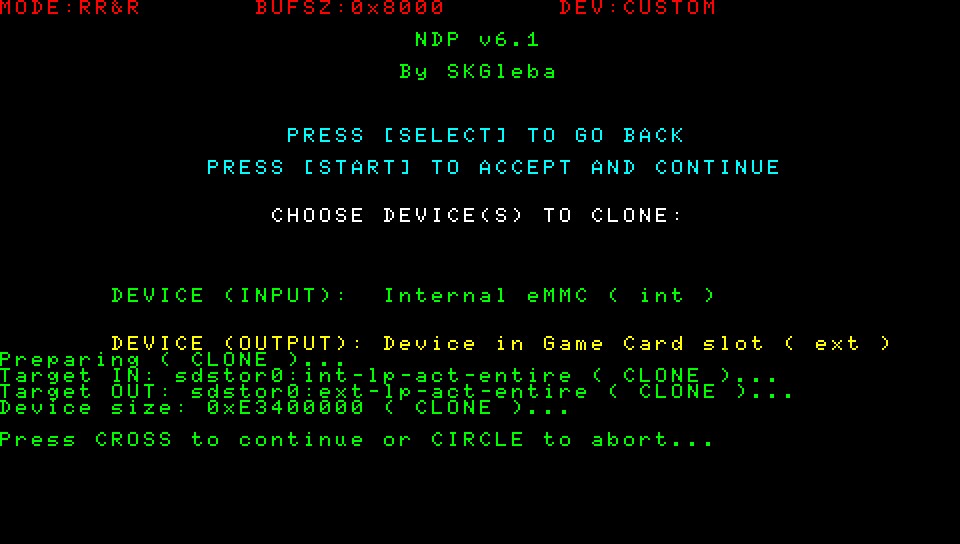 MODE:RR&R BUFSZ:0x8000 DEV:CUSTOM
NDP v6.1
By SKGleba
PRESS [SELECT] TO GO BACK
PRESS [START] TO ACCEPT AND CONTINUE
CHOOSE DEVICE(S) TO CLONE:
DEVICE (INPUT): Internal eMMC ( int )
DEVICE (OUTPUT): Device in Game Card slot ( ext )
Preparing ( CLONE )...
Target IN: sdstor0:int-lp-act-entire ( CLONE )...
Target OUT: sdstor0:ext-lp-act-entire ( CLONE )...
Device size: 0xE3400000 ( CLONE )...
Press CROSS to continue or CIRCLE to abort...